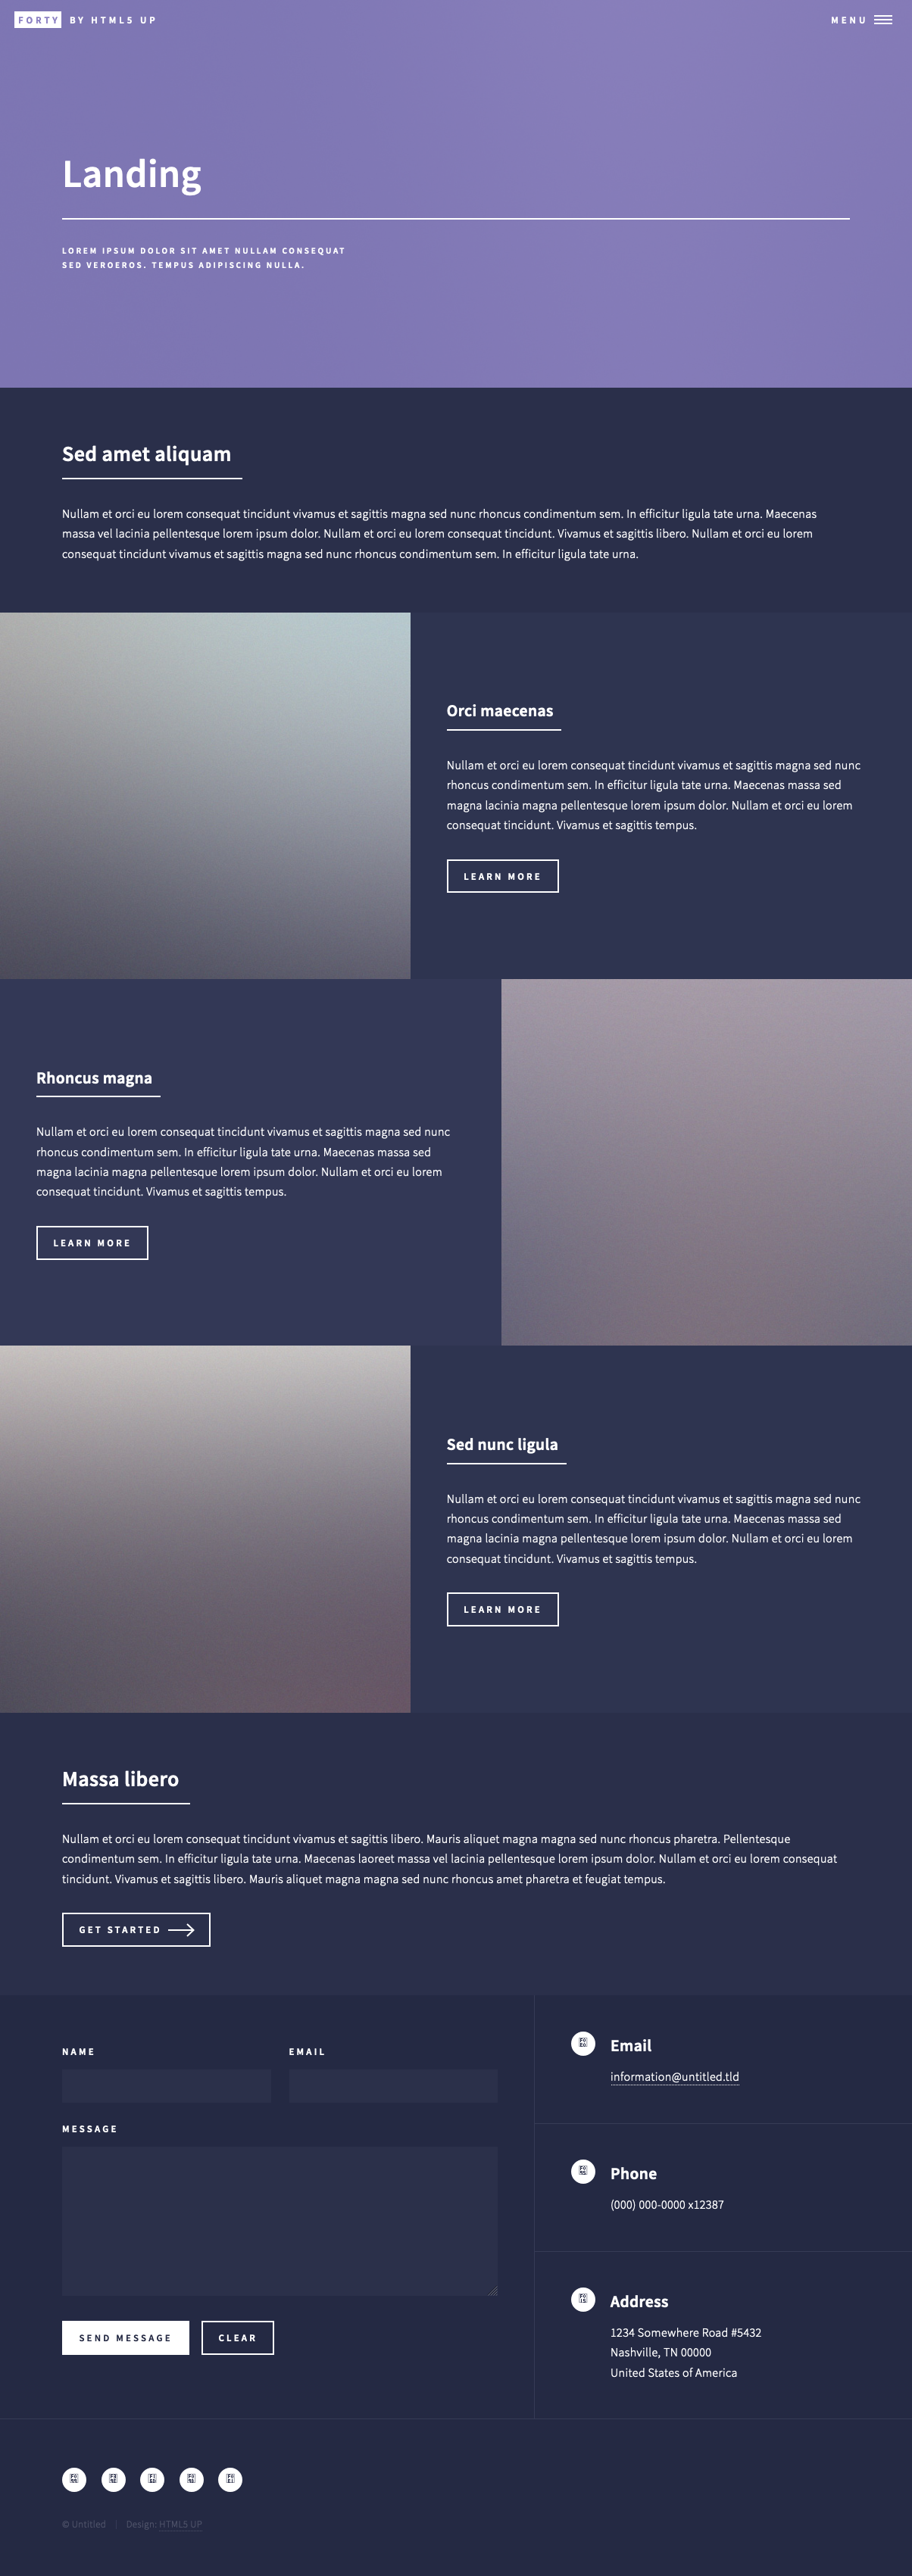 FORTY BY HTML5 UP
MENU
Landing
LOREM IPSUM DOLOR SIT AMET NULLAM CONSEQUAT
SED VEROEROS. TEMPUS ADIPISCING NULLA.
Sed amet aliquam
Nullam et orci eu lorem consequat tincidunt vivamus et sagittis magna sed nunc rhoncus condimentum sem. In efficitur ligula tate urna. Maecenas
massa vel lacinia pellentesque lorem ipsum dolor. Nullam et orci eu lorem consequat tincidunt. Vivamus et sagittis libero. Nullam et orci eu lorem
consequat tincidunt vivamus et sagittis magna sed nunc rhoncus condimentum sem. In efficitur ligula tate urna.
Orci maecenas
Nullam et orci eu lorem consequat tincidunt vivamus et sagittis magna sed nunc
rhoncus condimentum sem. In efficitur ligula tate urna. Maecenas massa sed
magna lacinia magna pellentesque lorem ipsum dolor. Nullam et orci eu lorem
consequat tincidunt. Vivamus et sagittis tempus.
LEARN MORE
Rhoncus magna
Nullam et orci eu lorem consequat tincidunt vivamus et sagittis magna sed nunc
rhoncus condimentum sem. In efficitur ligula tate urna. Maecenas massa sed
magna lacinia magna pellentesque lorem ipsum dolor. Nullam et orci eu lorem
consequat tincidunt. Vivamus et sagittis tempus.
LEARN MORE
Sed nunc ligula
Nullam et orci eu lorem consequat tincidunt vivamus et sagittis magna sed nunc
rhoncus condimentum sem. In efficitur ligula tate urna. Maecenas massa sed
magna lacinia magna pellentesque lorem ipsum dolor. Nullam et orci eu lorem
consequat tincidunt. Vivamus et sagittis tempus.
LEARN MORE
Massa libero
Nullam et orci eu lorem consequat tincidunt vivamus et sagittis libero. Mauris aliquet magna magna sed nunc rhoncus pharetra. Pellentesque
condimentum sem. In efficitur ligula tate urna. Maecenas laoreet massa vel lacinia pellentesque lorem ipsum dolor. Nullam et orci eu lorem consequat
tincidunt. Vivamus et sagittis libero. Mauris aliquet magna magna sed nunc rhoncus amet pharetra et feugiat tempus.
GET STARTED
NAME
EMAIL
MESSAGE
SEND MESSAGE
CLEAR
Email
information@untitled.tld
Phone
(000) 000-0000 x12387
Address
1234 Somewhere Road #5432
Nashville, TN 00000
United States of America
© Untitled | Design: HTML5 UP